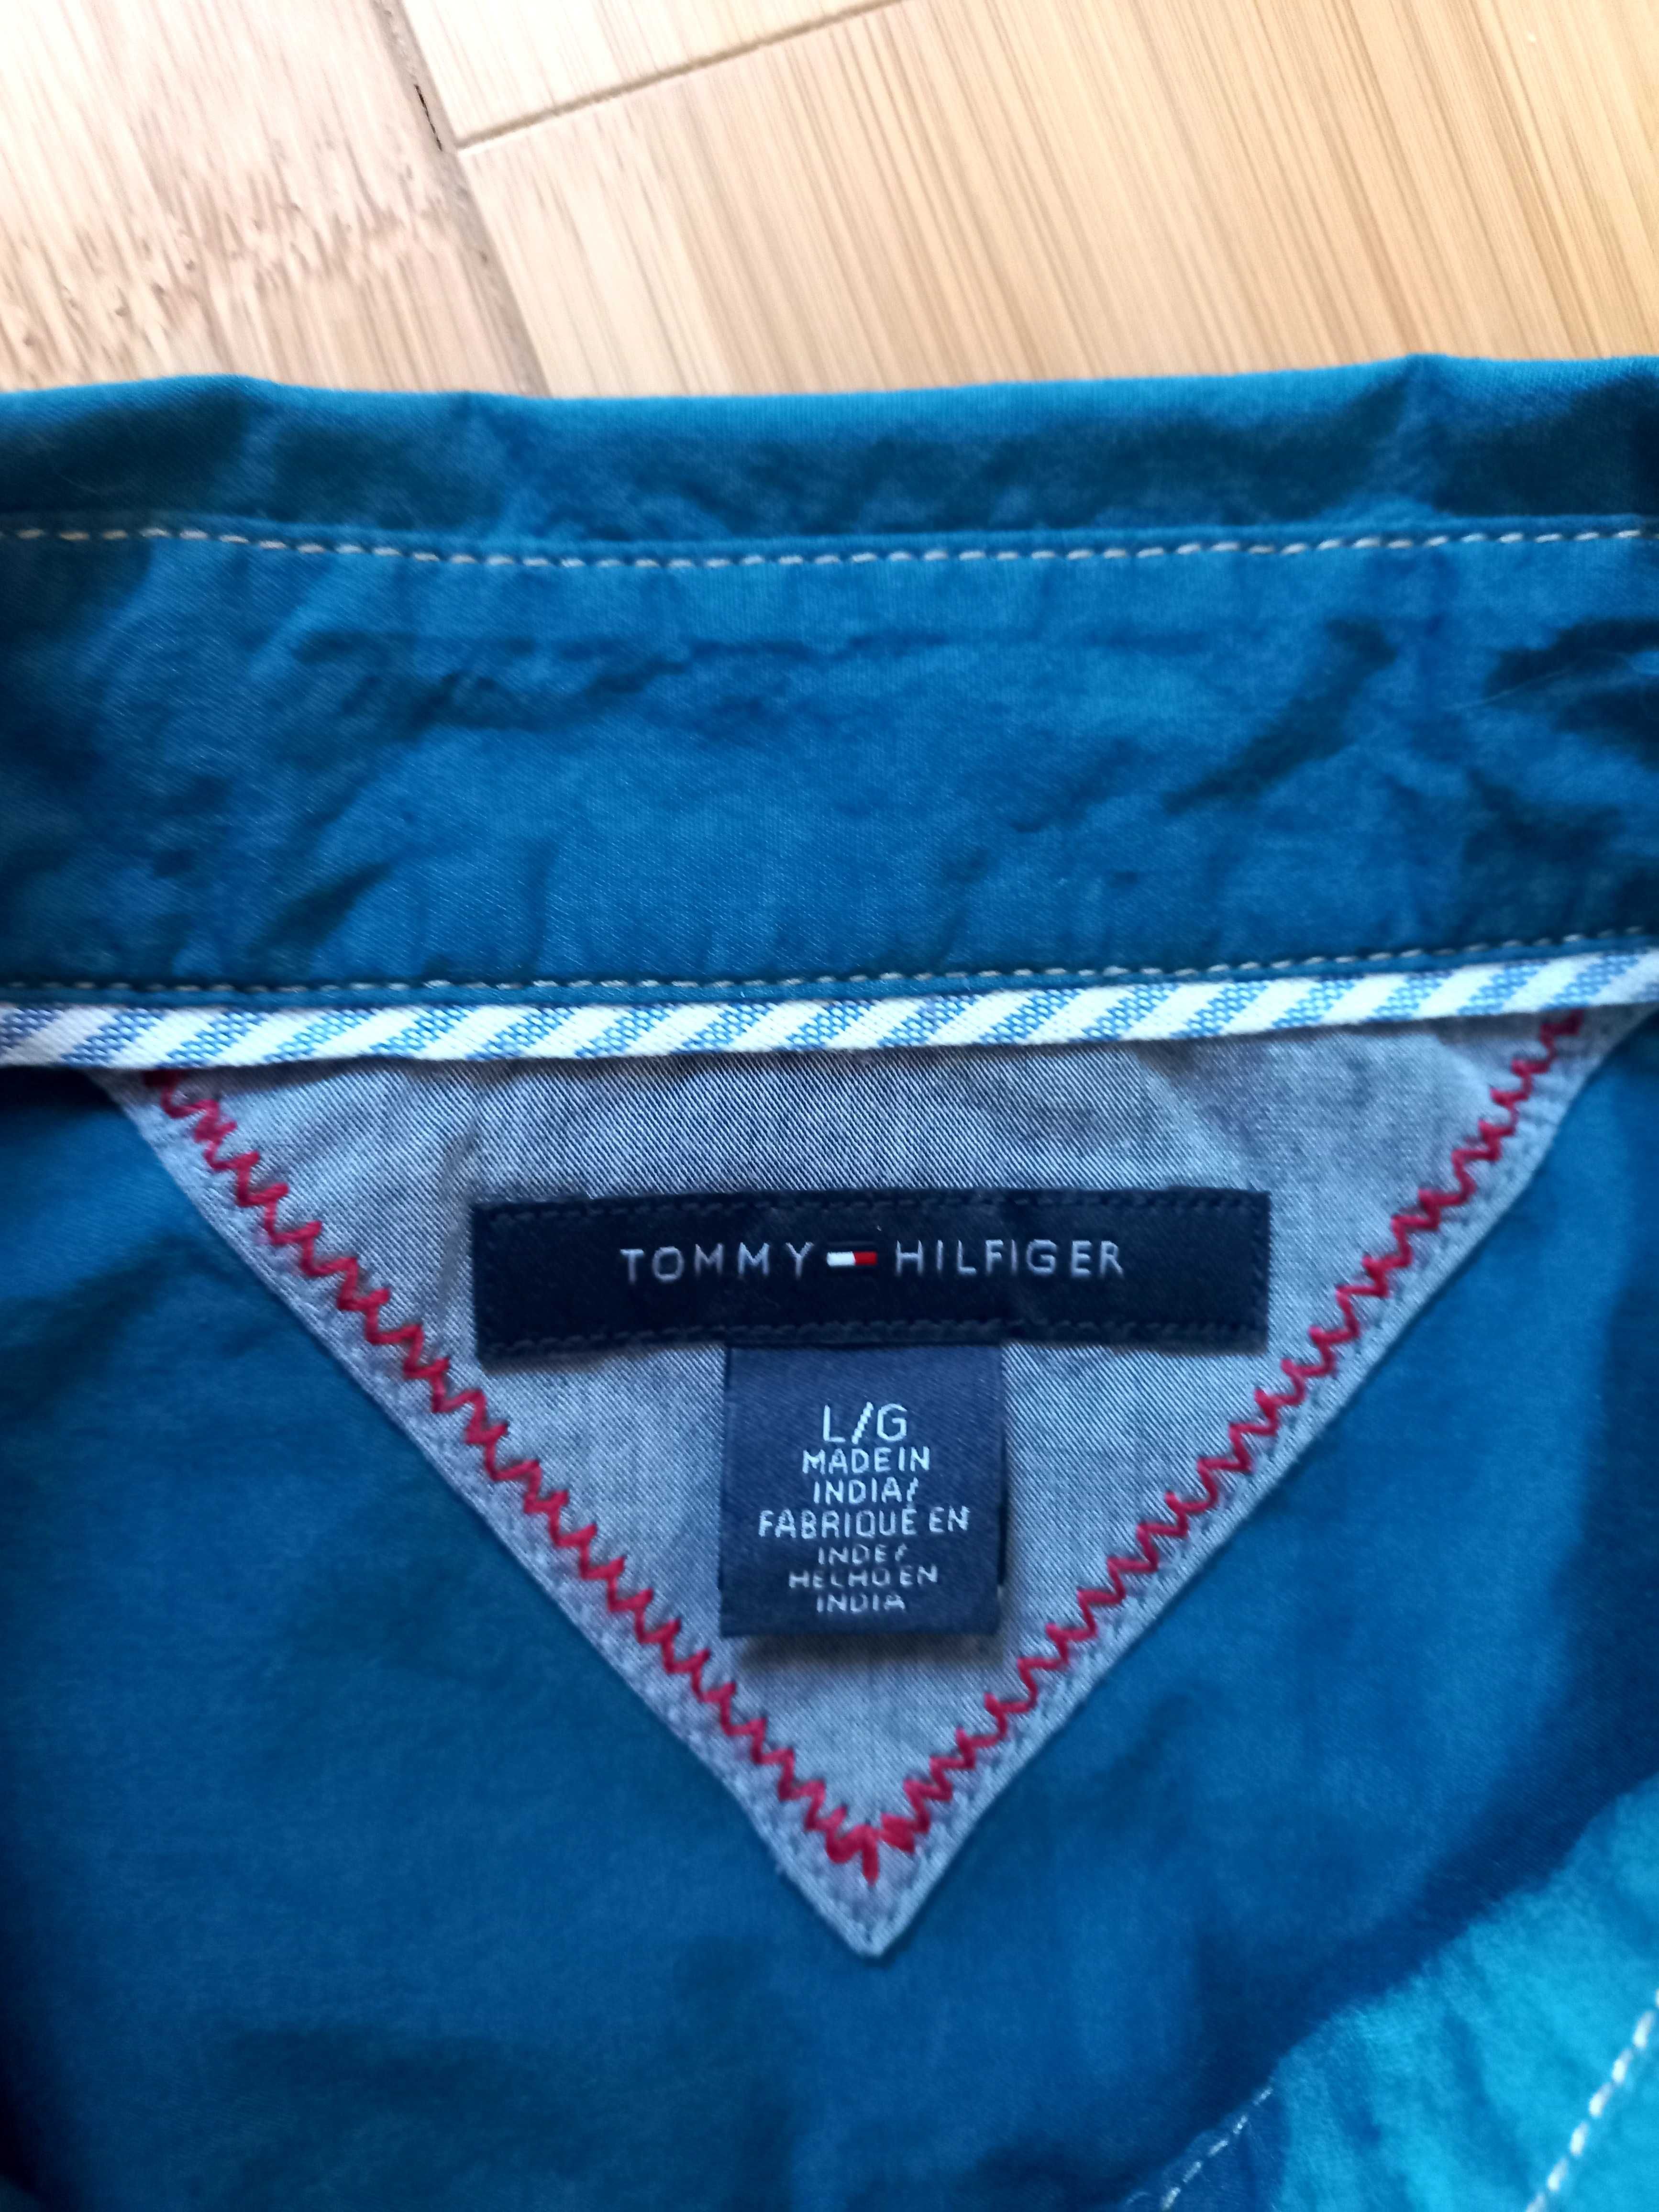 TOMMY HILFIGER
L/G
MADE IN
INDIA/
FABRIQUÉ EN
INDE/
HECHO EN
INDIA